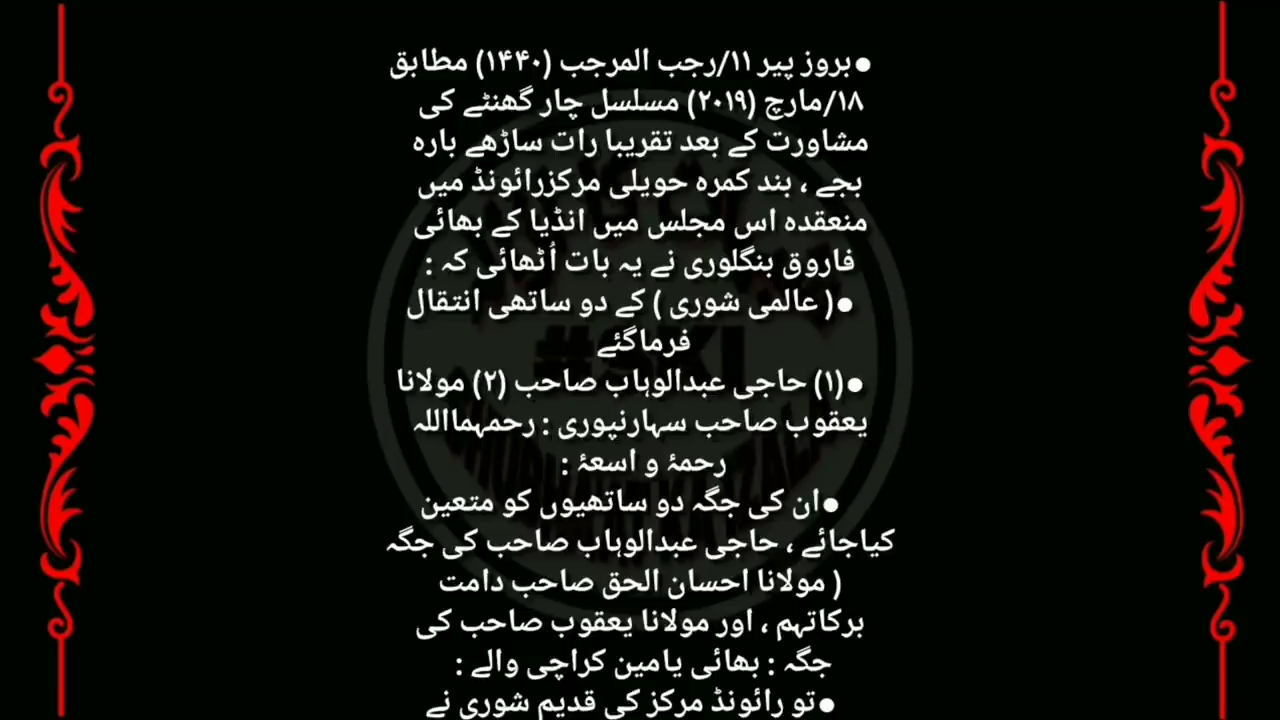 ●بروز پیر ۱۱/رجب المرجب (۱۴۴۰) مطابق
۱۸/مارچ (۲۰۱۹) مسلسل چار گھنٹے کی
مشاورت کے بعد تقریبا رات ساڑھے بارہ
بجے ، بند کمرہ حویلی مرکزرائونڈ میں
منعقدہ اس مجلس میں انڈیا کے بھائی
فاروق بنگلوری نے یہ بات اُٹھائی کہ :
●( عالمی شوری ) کے دو ساتھی انتقال
فرماگئے
●(۱) حاجی عبدالوہاب صاحب (۲) مولانا
یعقوب صاحب سہارنپوری : رحمہمااللہ
رحمۂ و اسعۂ :
●ان کی جگہ دو ساتھیوں کو متعین
کیاجائے ، حاجی عبدالوہاب صاحب کی جگہ
( مولانا احسان الحق صاحب دامت
برکاتہم ، اور مولانا یعقوب صاحب کی
جگہ : بھائی یامین کراچی والے :
●تو رائونڈ مرکز کی قدیم شوری نے